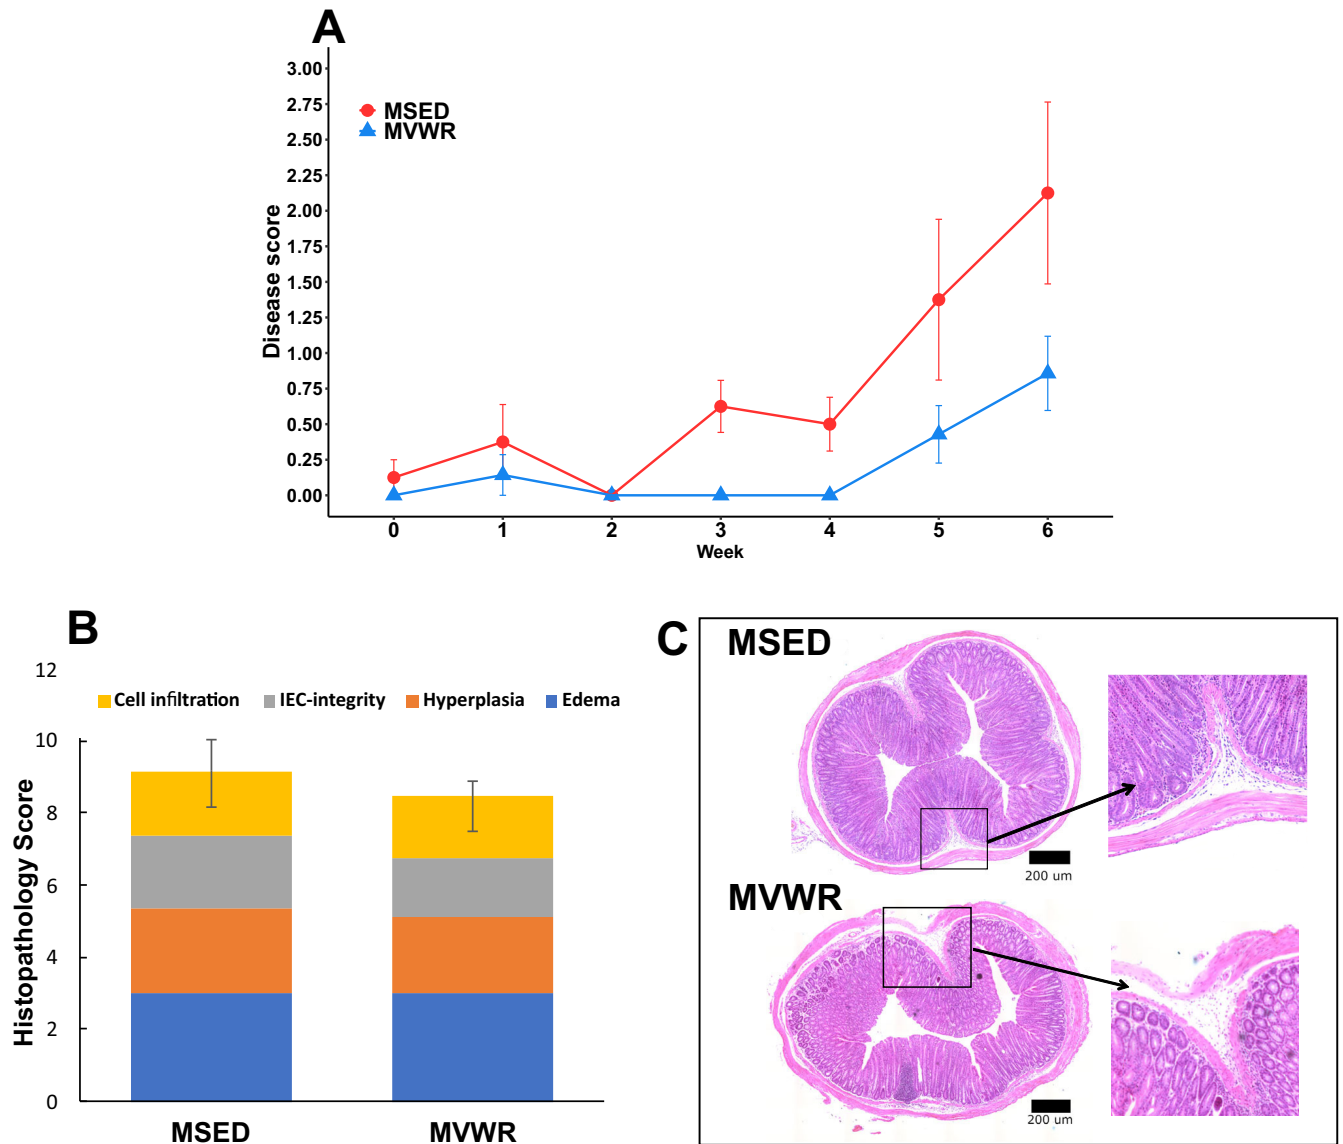 A
3.00
2.75
2.50
2.25
2.00
1.75
1.50
1.25
1.00
0.75
0.50
0.25
0.00
Disease score
MSED
MVWR
0 1 2 3 4 5 6
Week
B
12
10
8
6
4
2
0
Histopathology Score
Cell infiltration IEC-integrity Hyperplasia Edema
MSED MVWR
C
MSED
200 um
MVWR
200 um